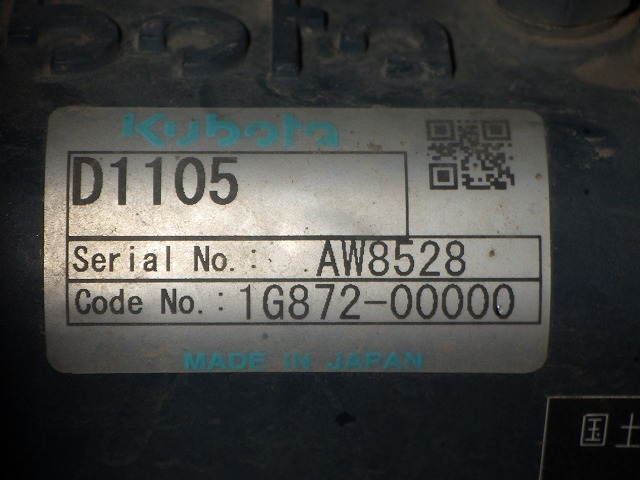 Kubota
D1105
Serial No.: AW8528
Code No.: 1G872-00000
MADE IN JAPAN
国土